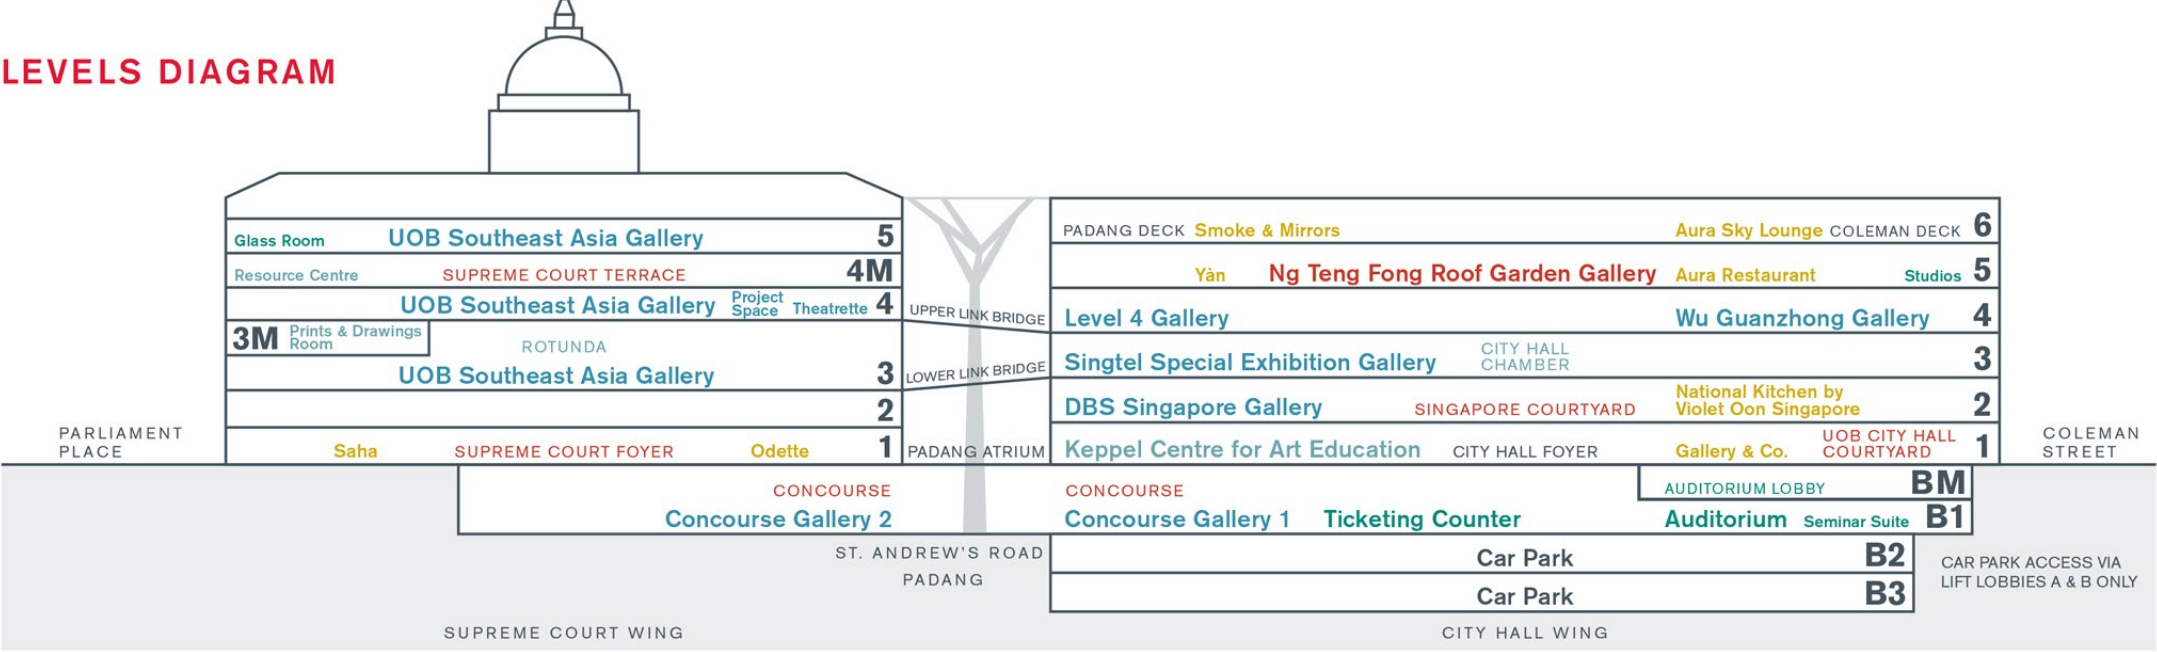 LEVELS DIAGRAM
Glass Room UOB Southeast Asia Gallery 5
Resource Centre SUPREME COURT TERRACE 4M
UOB Southeast Asia Gallery Project Space Theatrette 4
3M Prints & Drawings Room
ROTUNDA
UOB Southeast Asia Gallery 3
2
PARLIAMENT
PLACE
Saha SUPREME COURT FOYER Odette 1
UPPER LINK BRIDGE
LOWER LINK BRIDGE
PADANG ATRIUM
PADANG DECK Smoke & Mirrors Aura Sky Lounge COLEMAN DECK 6
Yàn Ng Teng Fong Roof Garden Gallery Aura Restaurant Studios 5
Level 4 Gallery Wu Guanzhong Gallery 4
Singtel Special Exhibition Gallery CITY HALL CHAMBER 3
DBS Singapore Gallery SINGAPORE COURTYARD National Kitchen by Violet Oon Singapore 2
Keppel Centre for Art Education CITY HALL FOYER Gallery & Co. UOB CITY HALL COURTYARD 1
COLEMAN
STREET
CONCOURSE
Concourse Gallery 2
CONCOURSE
AUDITORIUM LOBBY BM
Concourse Gallery 1 Ticketing Counter Auditorium Seminar Suite B1
ST. ANDREW'S ROAD
PADANG
Car Park B2
Car Park B3
CAR PARK ACCESS VIA
LIFT LOBBIES A & B ONLY
SUPREME COURT WING
CITY HALL WING